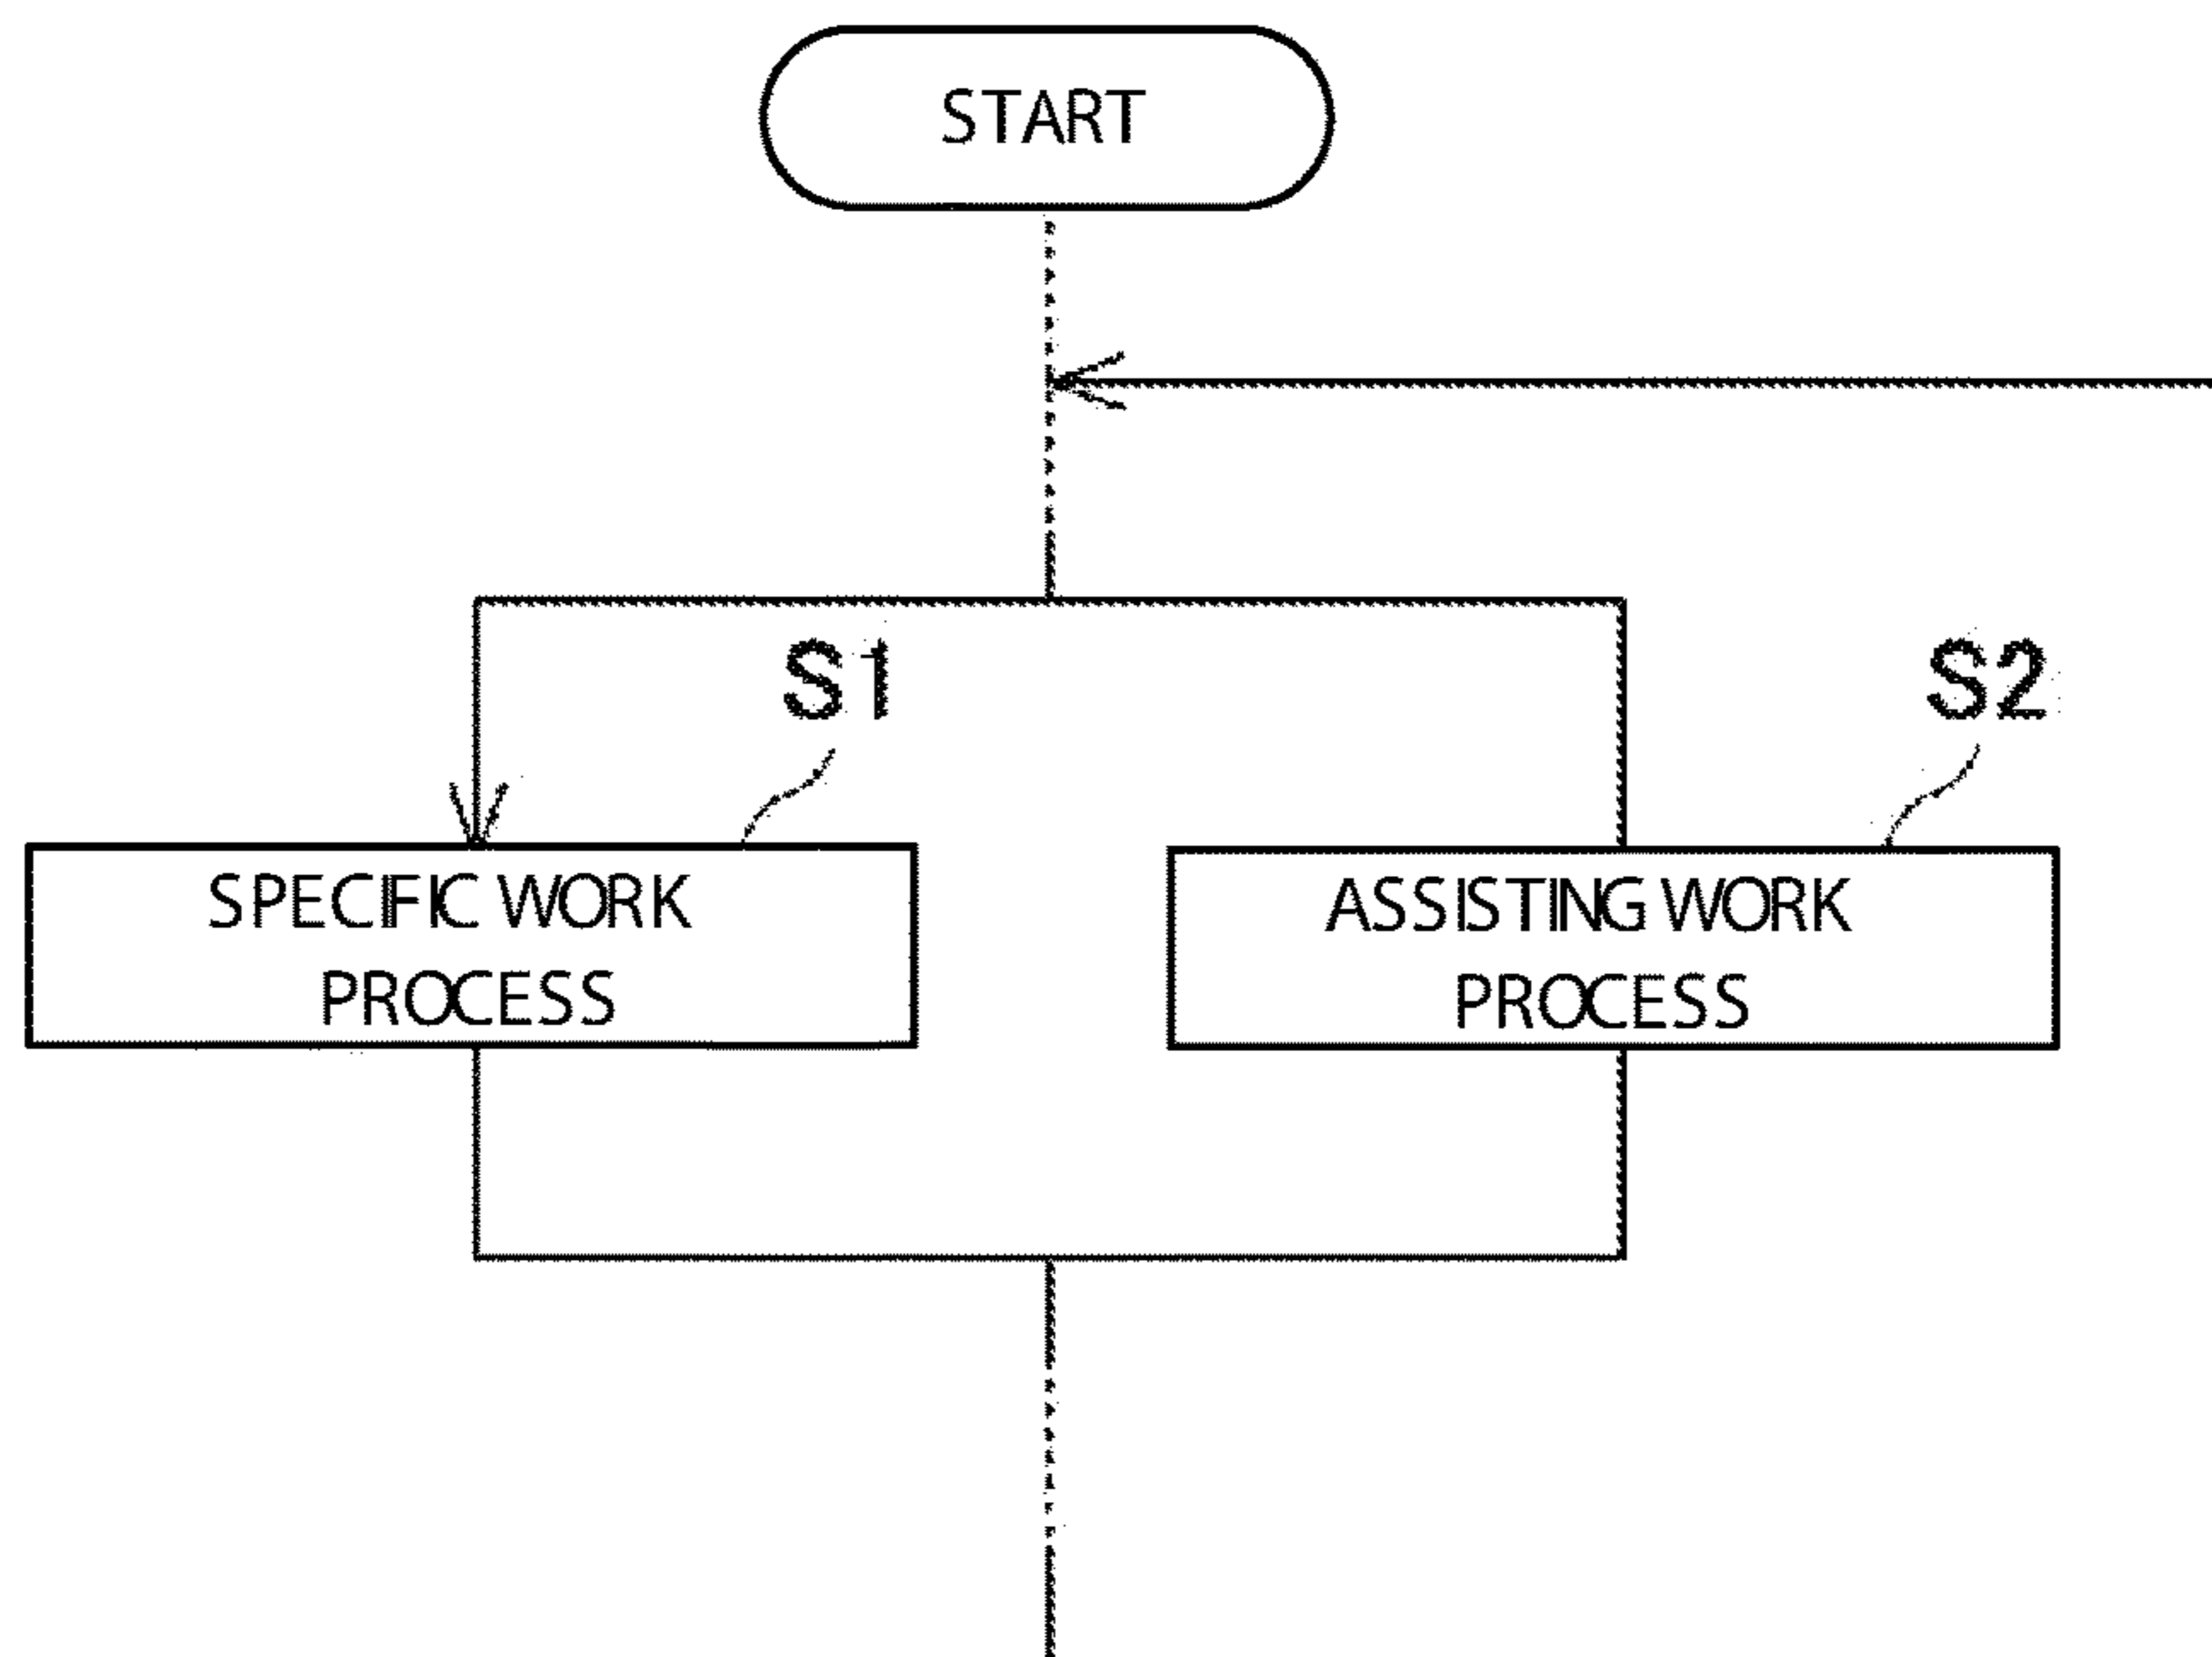 START
S1
S2
SPECIFIC WORK
PROCESS
ASSISTING WORK
PROCESS